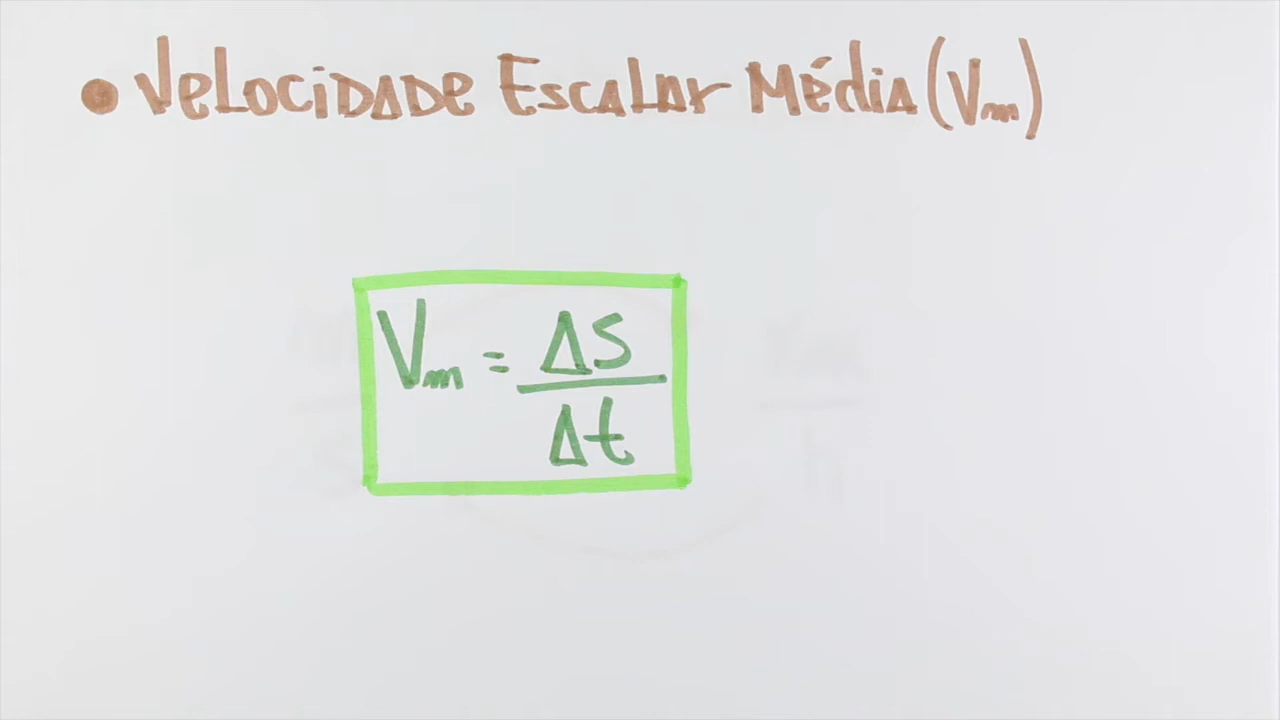 • Velocidade Escalar Média (Vm)
Vm = ΔS
Δt